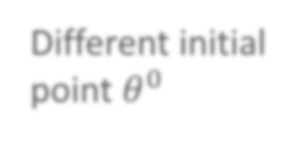 Different initial
point θ⁰